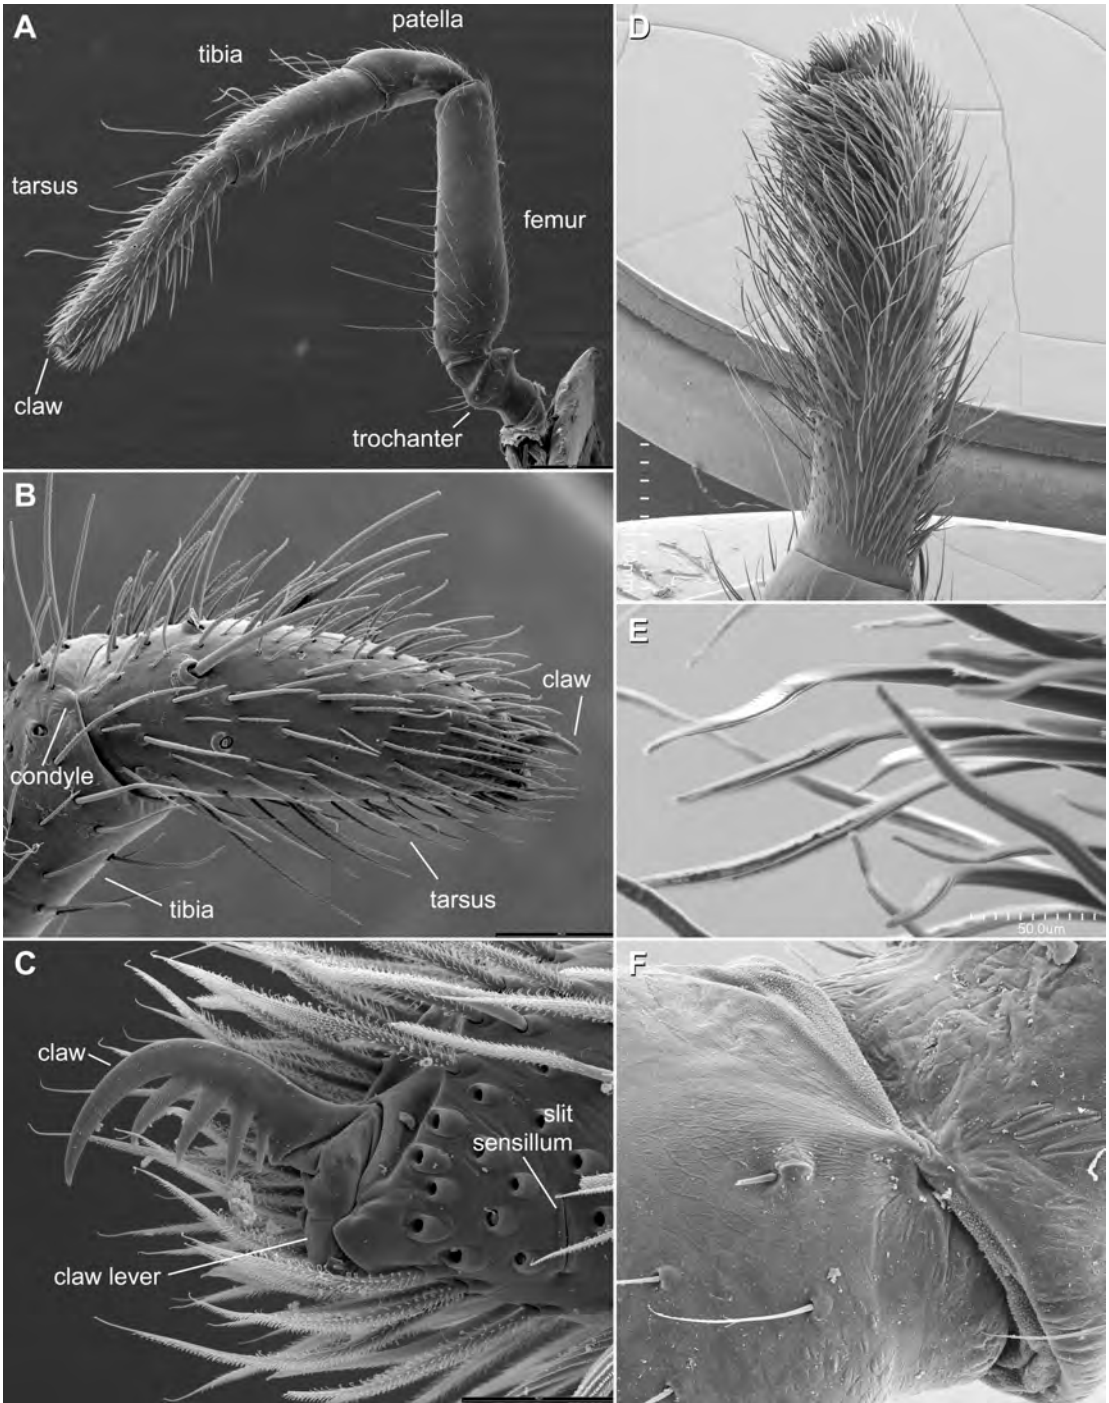 A
patella
tibia
tarsus
femur
claw
trochanter
B
claw
condyle
tarsus
tibia
C
claw
slit
sensillum
claw lever
D
E
50.0um
F